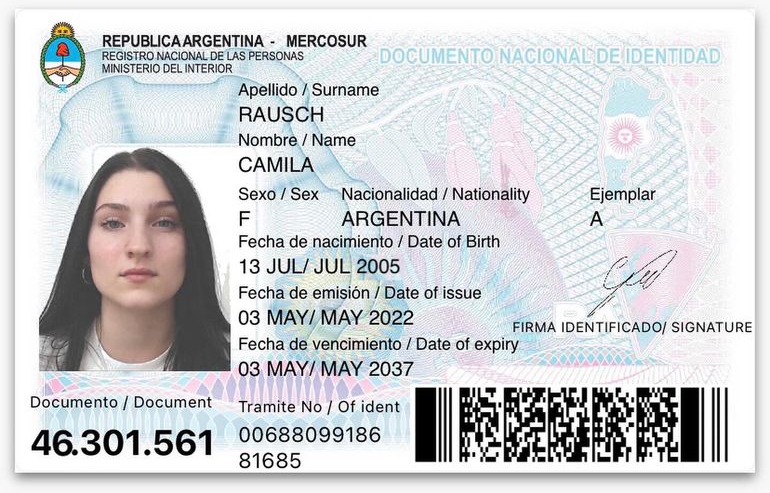 REPUBLICA ARGENTINA - MERCOSUR
REGISTRO NACIONAL DE LAS PERSONAS
MINISTERIO DEL INTERIOR
DOCUMENTO NACIONAL DE IDENTIDAD
Apellido / Surname
RAUSCH
Nombre / Name
CAMILA
Sexo / Sex Nacionalidad / Nationality Ejemplar
F ARGENTINA A
Fecha de nacimiento / Date of Birth
13 JUL/ JUL 2005
Fecha de emisión / Date of issue
03 MAY/ MAY 2022
FIRMA IDENTIFICADO/ SIGNATURE
Fecha de vencimiento / Date of expiry
03 MAY/ MAY 2037
Documento / Document
46.301.561
Tramite No / Of ident
00688099186
81685